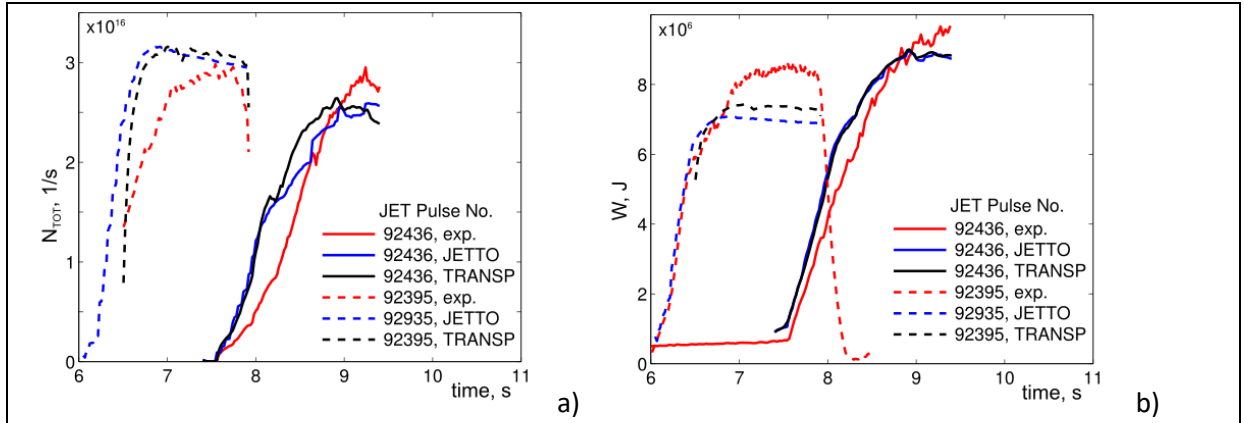 x10¹⁶
3
2
1
0
N_TOT, 1/s
JET Pulse No.
92436, exp.
92436, JETTO
92436, TRANSP
92395, exp.
92935, JETTO
92395, TRANSP
6 7 8 9 10 11
time, s
a)
x10⁶
8
6
4
2
0
W, J
JET Pulse No.
92436, exp.
92436, JETTO
92436, TRANSP
92395, exp.
92935, JETTO
92395, TRANSP
6 7 8 9 10 11
time, s
b)